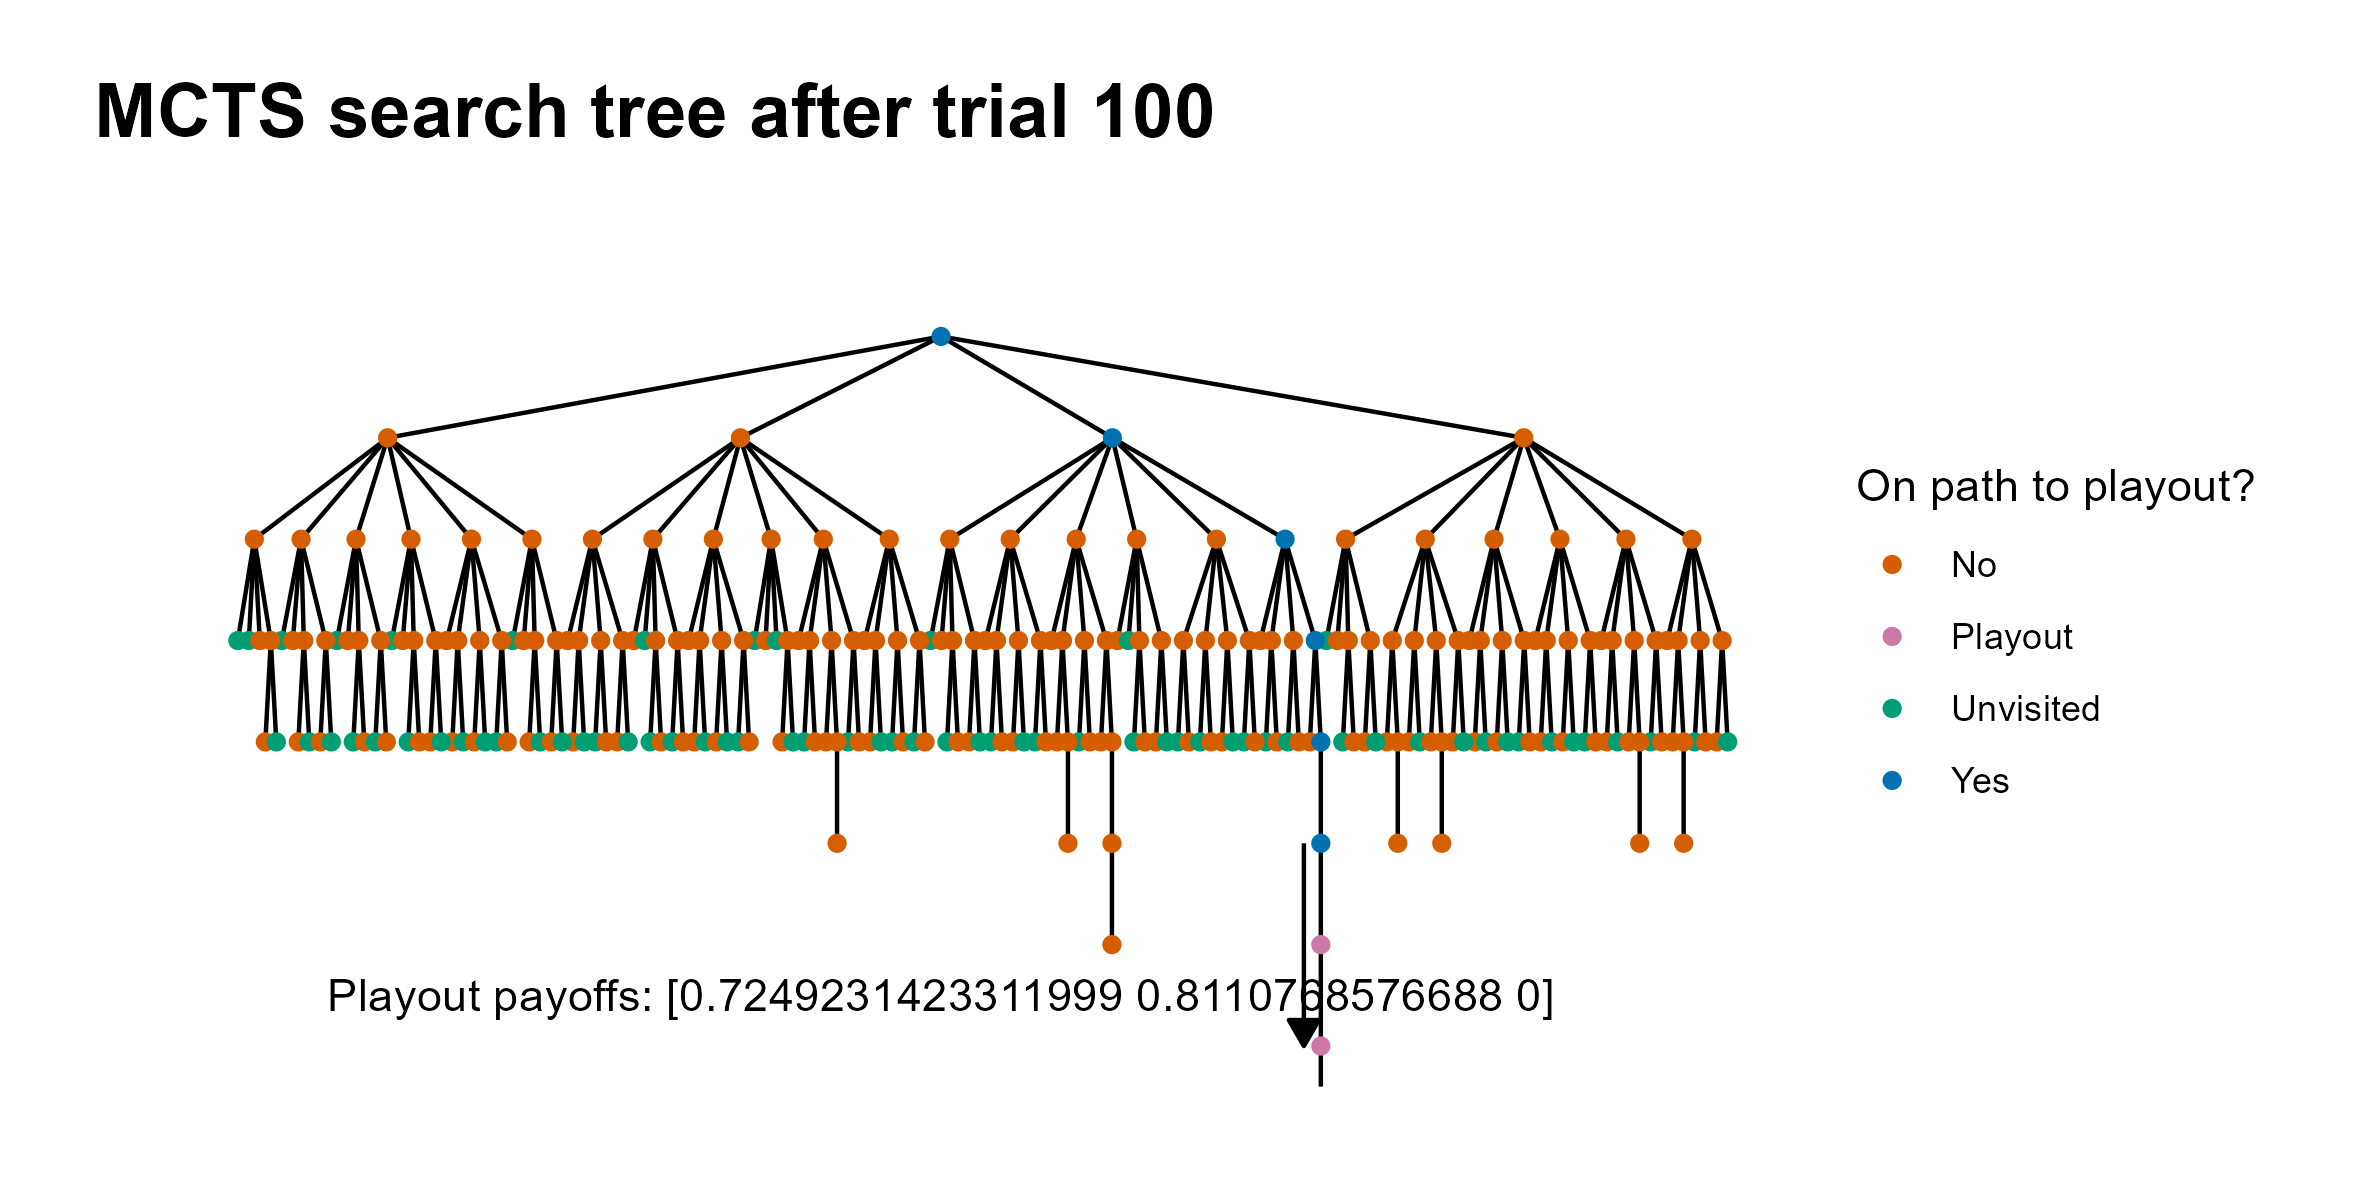 MCTS search tree after trial 100
On path to playout?
No
Playout
Unvisited
Yes
Playout payoffs: [0.7249231423311999 0.8110768576688 0]